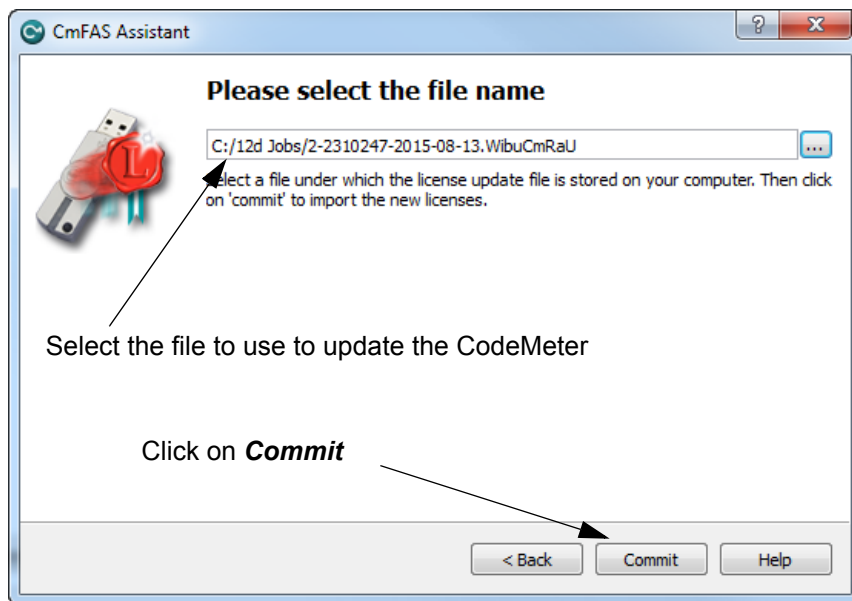 CmFAS Assistant
Please select the file name
C:/12d Jobs/2-2310247-2015-08-13.WibuCmRaU
...
Select a file under which the license update file is stored on your computer. Then click
on 'commit' to import the new licenses.
L
Select the file to use to update the CodeMeter
Click on Commit
< Back
Commit
Help